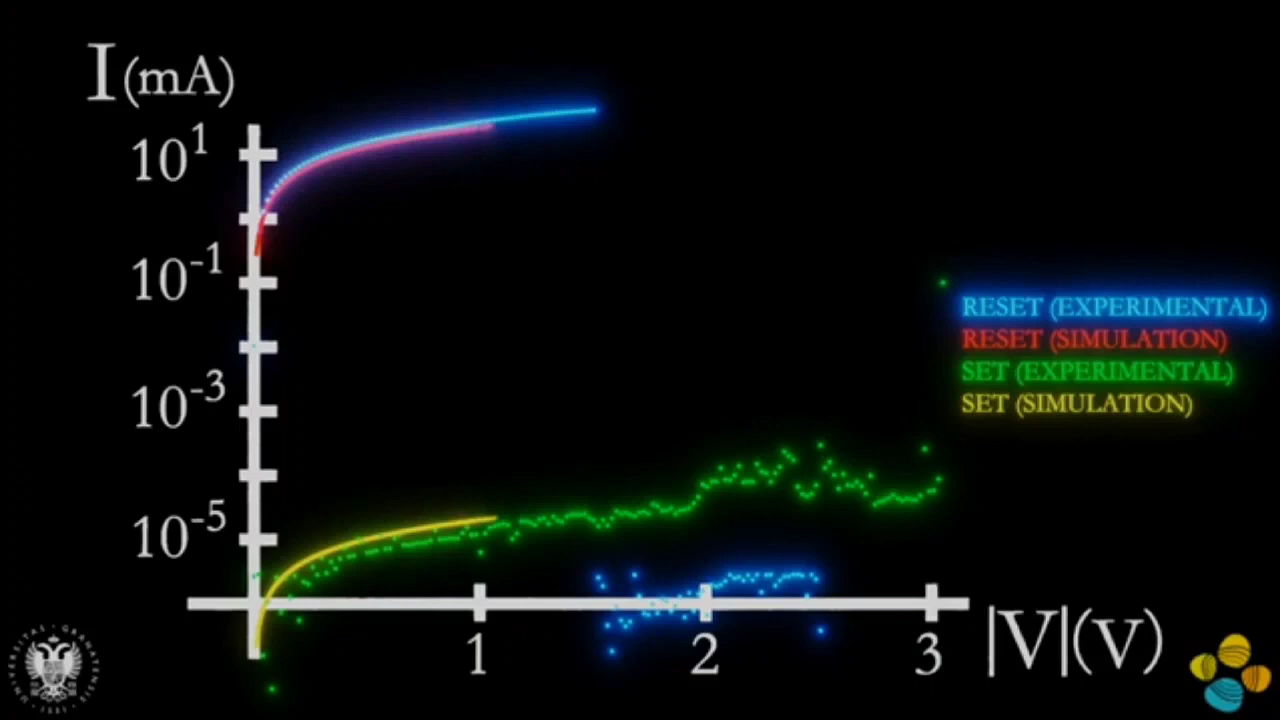 I (mA)
10¹
10⁻¹
10⁻³
10⁻⁵
RESET (EXPERIMENTAL)
RESET (SIMULATION)
SET (EXPERIMENTAL)
SET (SIMULATION)
1 2 3 |V|(V)